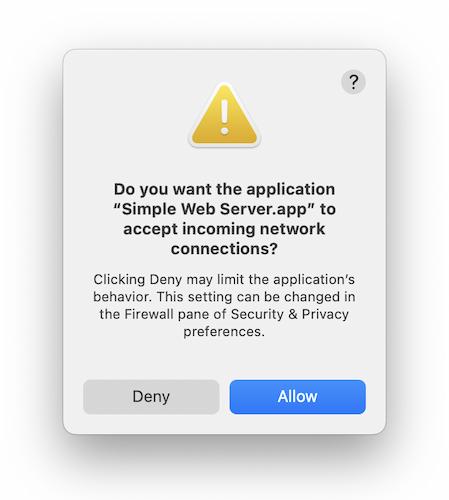 ?
Do you want the application
“Simple Web Server.app” to
accept incoming network
connections?
Clicking Deny may limit the application’s
behavior. This setting can be changed in
the Firewall pane of Security & Privacy
preferences.
Deny
Allow